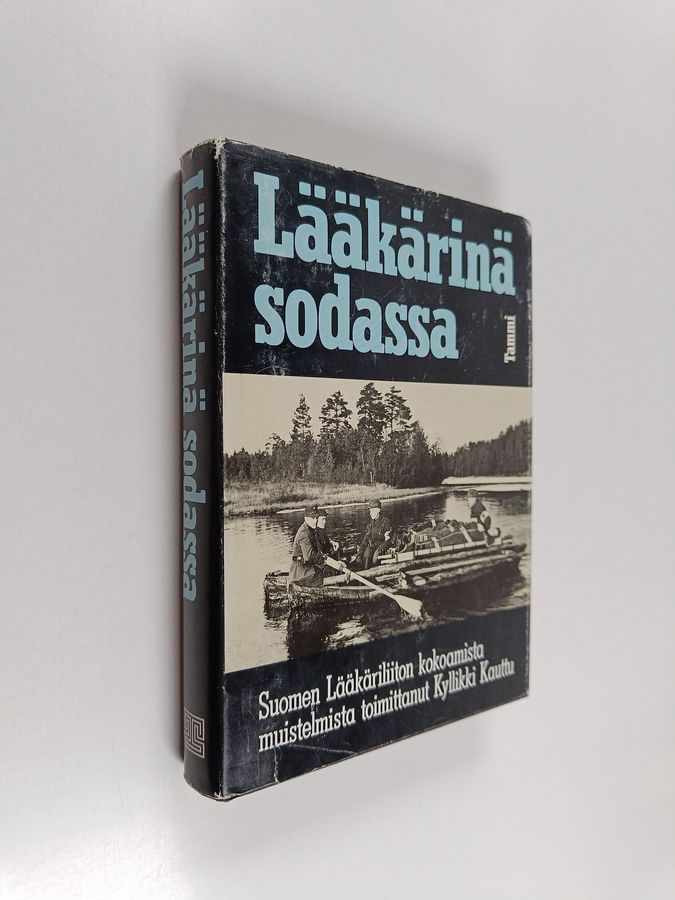 Lääkärinä sodassa
Lääkärinä
sodassa
Tammi
Suomen Lääkäriliiton kokoamista
muistelmista toimittanut Kyllikki Kauttu